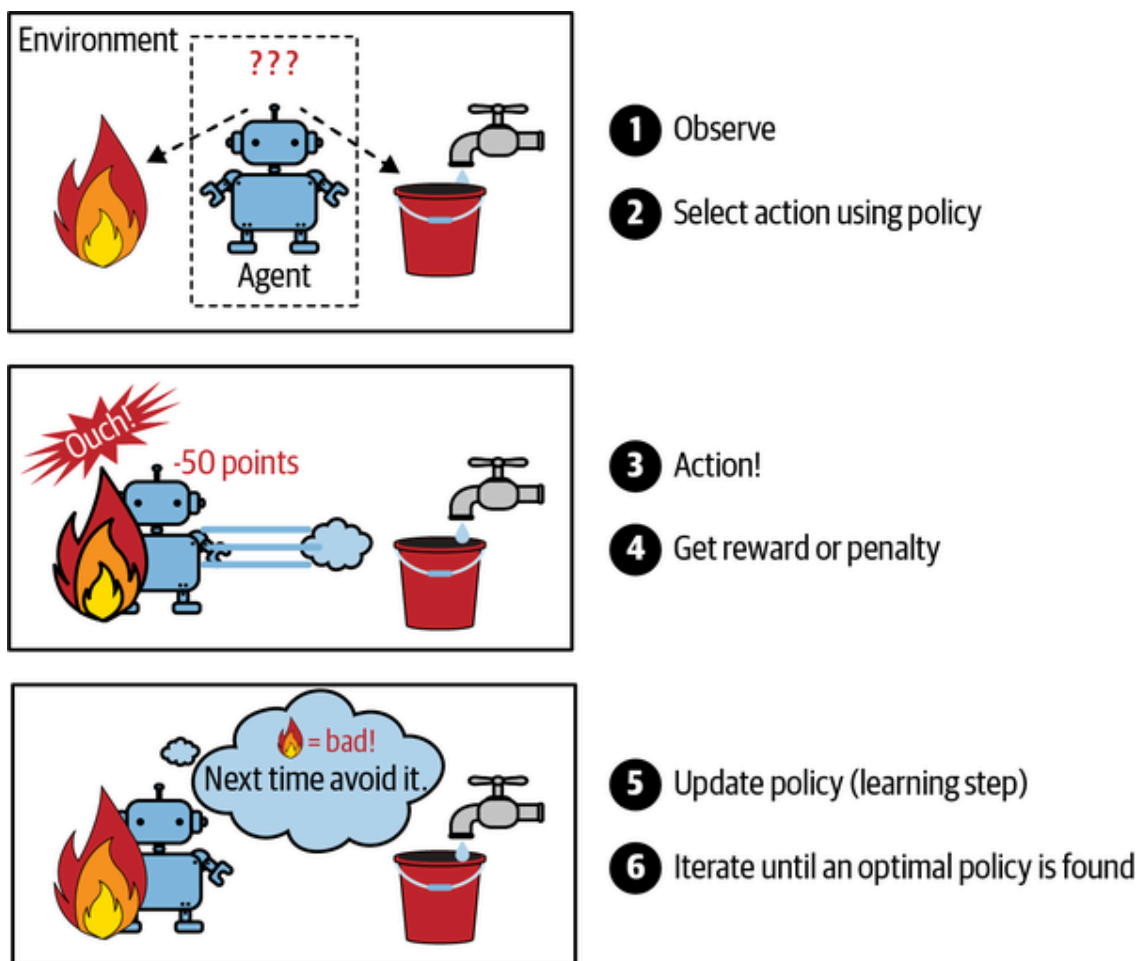 Environment
???
Agent
1 Observe
2 Select action using policy
Ouch!
-50 points
3 Action!
4 Get reward or penalty
= bad!
Next time avoid it.
5 Update policy (learning step)
6 Iterate until an optimal policy is found